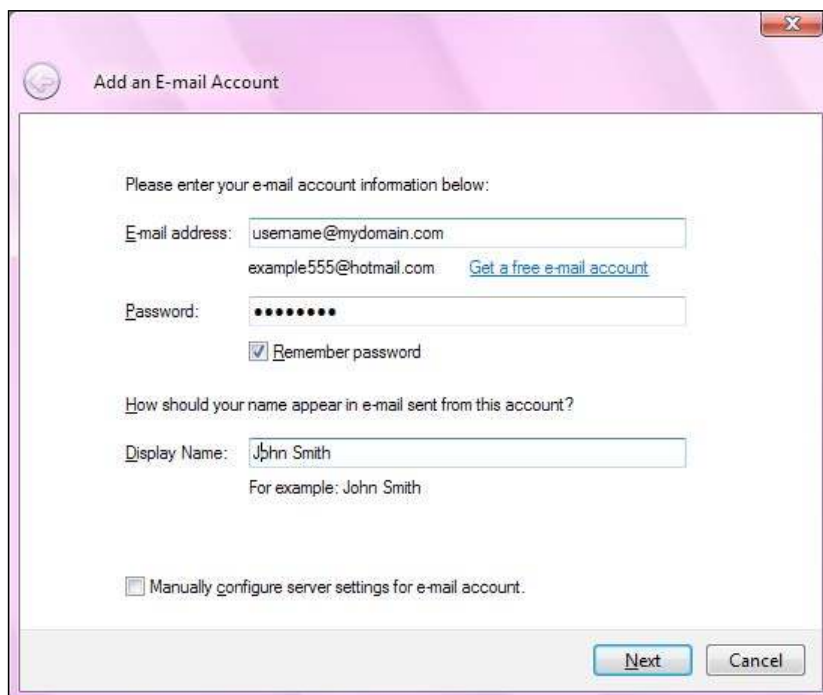 Add an E-mail Account
Please enter your e-mail account information below:
E-mail address: username@mydomain.com
example555@hotmail.com Get a free e-mail account
Password: ••••••••
Remember password
How should your name appear in e-mail sent from this account?
Display Name: John Smith
For example: John Smith
Manually configure server settings for e-mail account.
Next Cancel